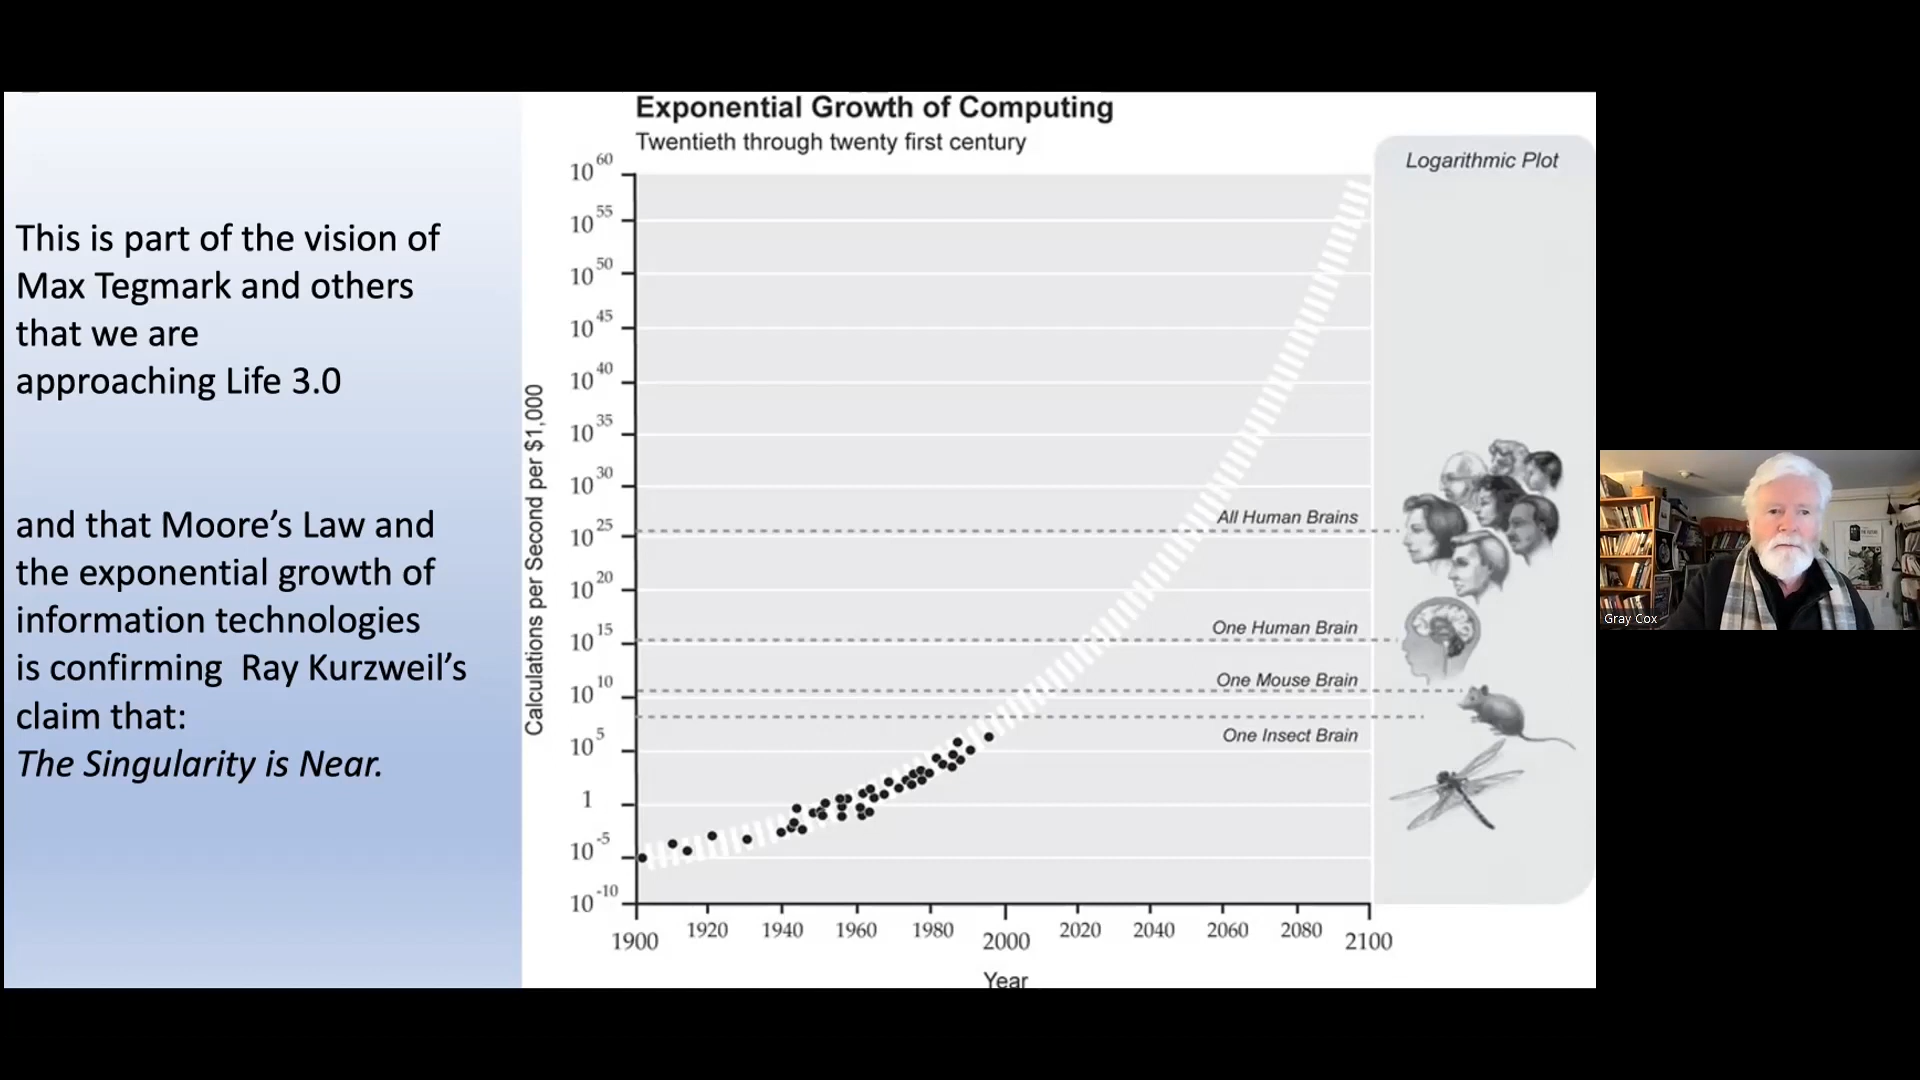 This is part of the vision of
Max Tegmark and others
that we are
approaching Life 3.0
and that Moore’s Law and
the exponential growth of
information technologies
is confirming  Ray Kurzweil’s
claim that:
The Singularity is Near.
Exponential Growth of Computing
Twentieth through twenty first century
Logarithmic Plot
Calculations per Second per $1,000
10^60
10^55
10^50
10^45
10^40
10^35
10^30
10^25
10^20
10^15
10^10
10^5
1
10^-5
10^-10
All Human Brains
One Human Brain
One Mouse Brain
One Insect Brain
1900 1920 1940 1960 1980 2000 2020 2040 2060 2080 2100
Year
Gray Cox